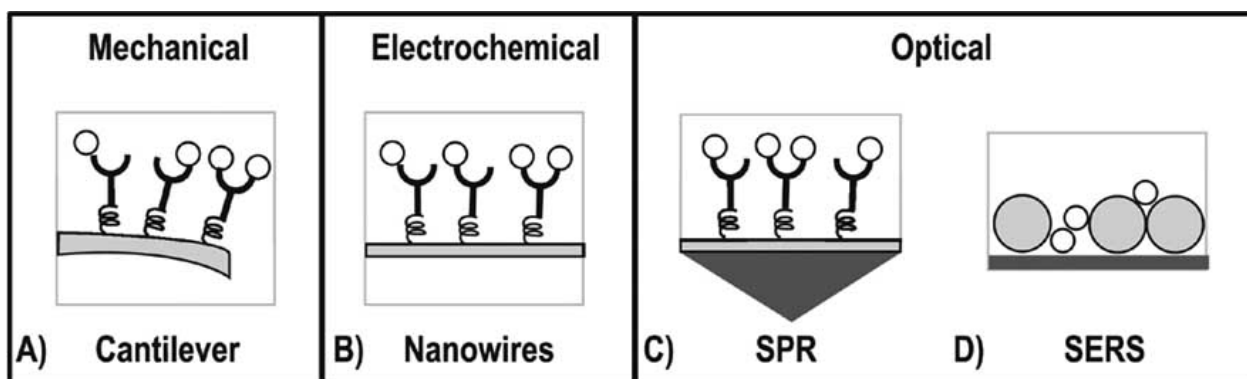 Mechanical
Electrochemical
Optical
A) Cantilever
B) Nanowires
C) SPR
D) SERS